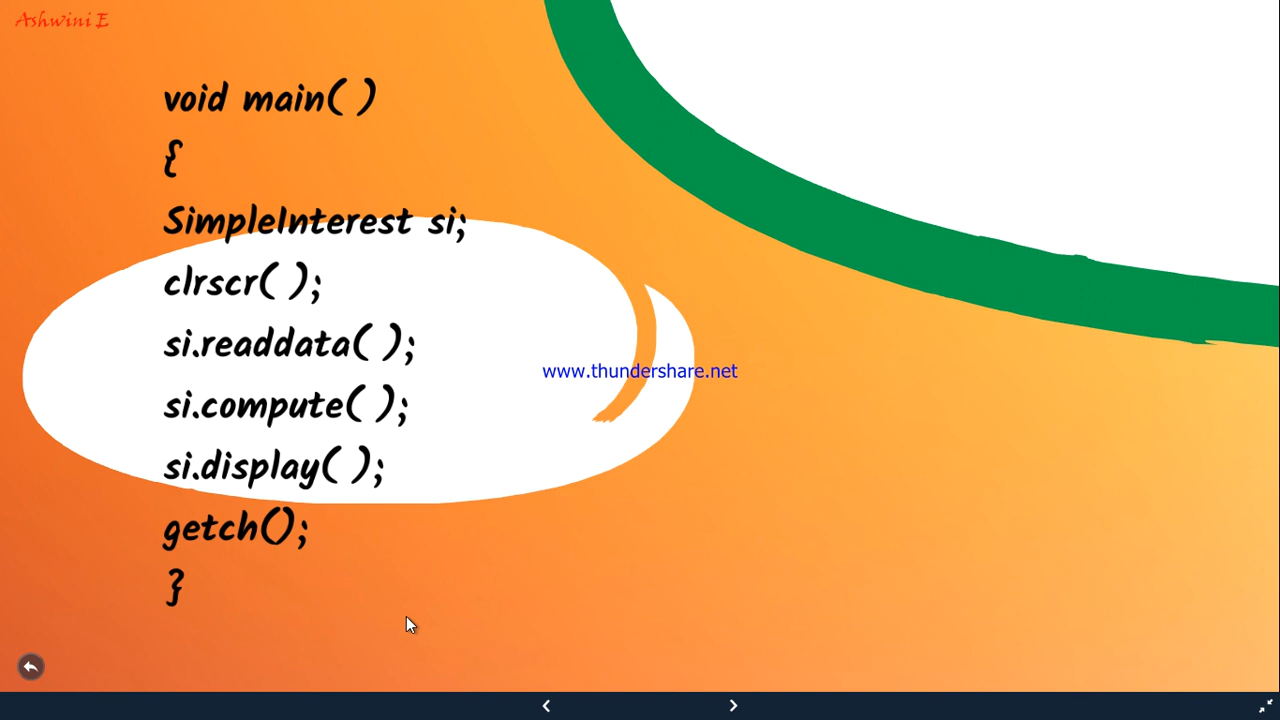 Ashwini E
void main( )
{
SimpleInterest si;
clrscr( );
si.readdata( );
www.thundershare.net
si.compute( );
si.display( );
getch();
}